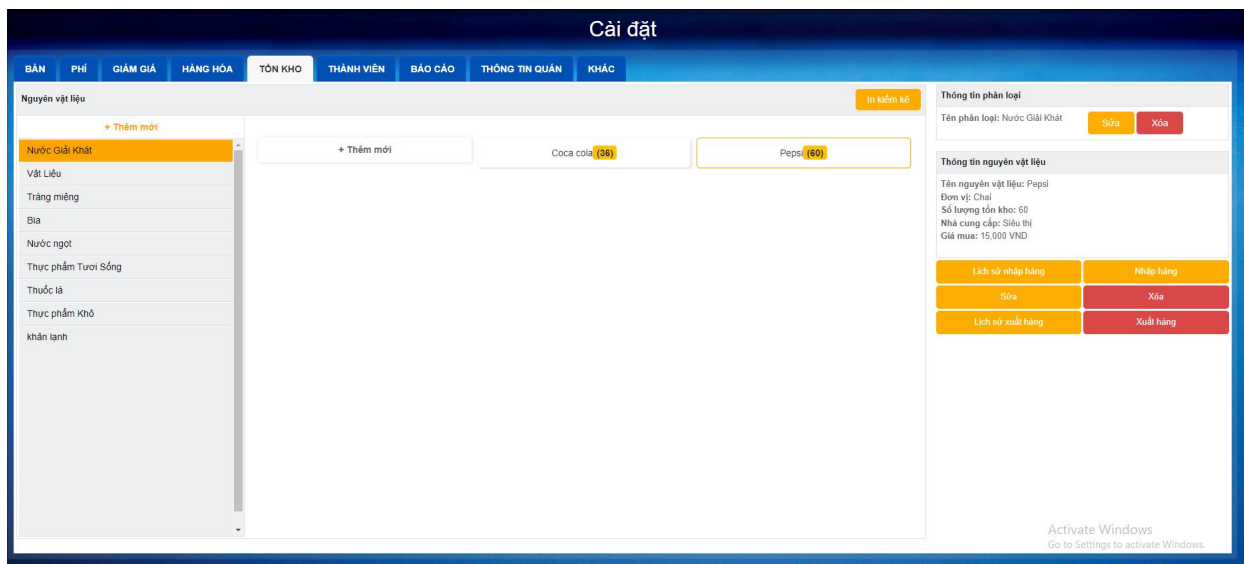 Cài đặt
BÀN PHÍ GIẢM GIÁ HÀNG HÓA TỒN KHO THÀNH VIÊN BÁO CÁO THÔNG TIN QUÁN KHÁC
Nguyên vật liệu
In kiểm kê
+ Thêm mới
Nước Giải Khát
Vật Liệu
Tráng miệng
Bia
Nước ngọt
Thực phẩm Tươi Sống
Thuốc lá
Thực phẩm Khô
khăn lạnh
+ Thêm mới
Coca cola (36)
Pepsi (60)
Thông tin phân loại
Tên phân loại: Nước Giải Khát
Sửa Xóa
Thông tin nguyên vật liệu
Tên nguyên vật liệu: Pepsi
Đơn vị: Chai
Số lượng tồn kho: 60
Nhà cung cấp: Siêu thị
Giá mua: 15,000 VND
Lịch sử nhập hàng Nhập hàng
Sửa Xóa
Lịch sử xuất hàng Xuất hàng
Activate Windows
Go to Settings to activate Windows.